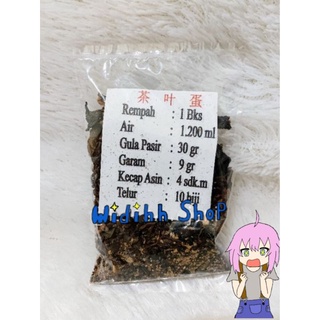 茶叶蛋
Rempah : 1 Bks
Air : 1.200 ml
Gula Pasir : 30 gr
Garam : 9 gr
Kecap Asin : 4 sdk.m
Telur : 10 biji
Widihh Shop